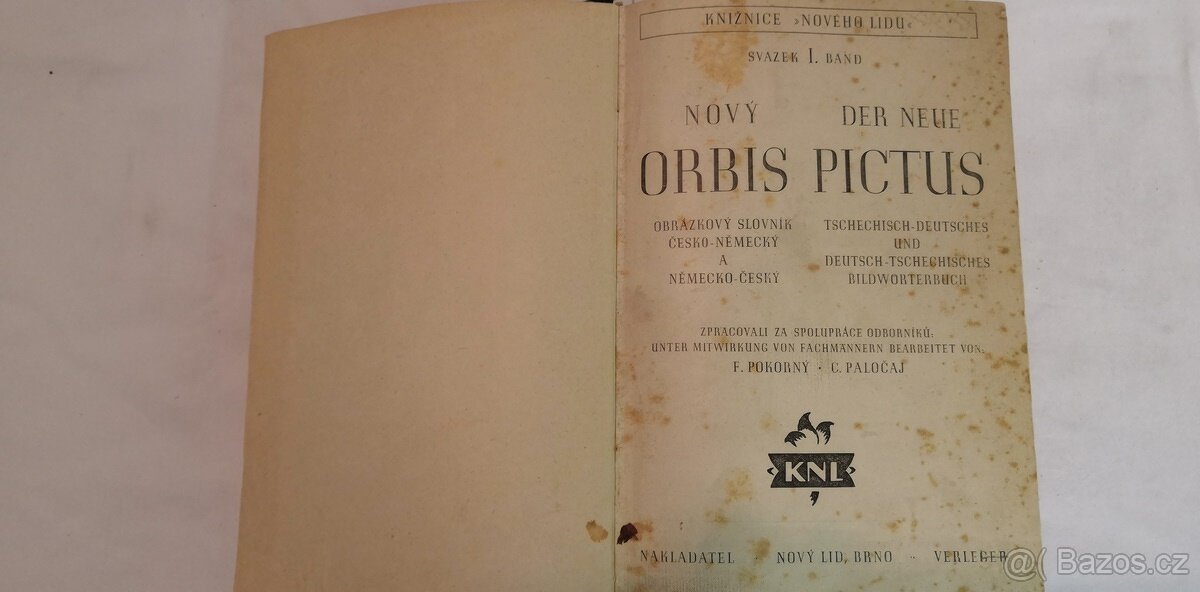 KNIŽNICE »NOVÉHO LIDU«
SVAZEK I. BAND
NOVÝ DER NEUE
ORBIS PICTUS
OBRÁZKOVÝ SLOVNÍK
ČESKO-NĚMECKÝ
A
NĚMECKO-ČESKÝ
TSCHECHISCH-DEUTSCHES
UND
DEUTSCH-TSCHECHISCHES
BILDWÖRTERBUCH
ZPRACOVALI ZA SPOLUPRÁCE ODBORNÍKŮ:
UNTER MITWIRKUNG VON FACHMÄNNERN BEARBEITET VON:
F. POKORNÝ · C. PALOČAJ
KNL
NAKLADATEL · NOVÝ LID, BRNO · VERLEGER
@( Bazos.cz